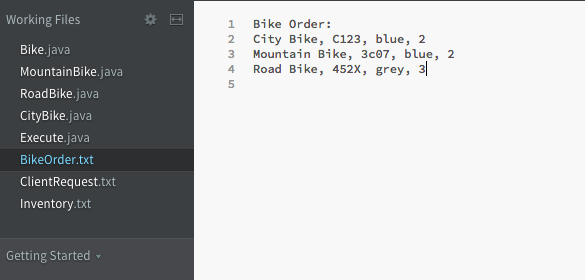 Working Files
Bike.java
MountainBike.java
RoadBike.java
CityBike.java
Execute.java
BikeOrder.txt
ClientRequest.txt
Inventory.txt
Getting Started
1 Bike Order:
2 City Bike, C123, blue, 2
3 Mountain Bike, 3c07, blue, 2
4 Road Bike, 452X, grey, 3
5